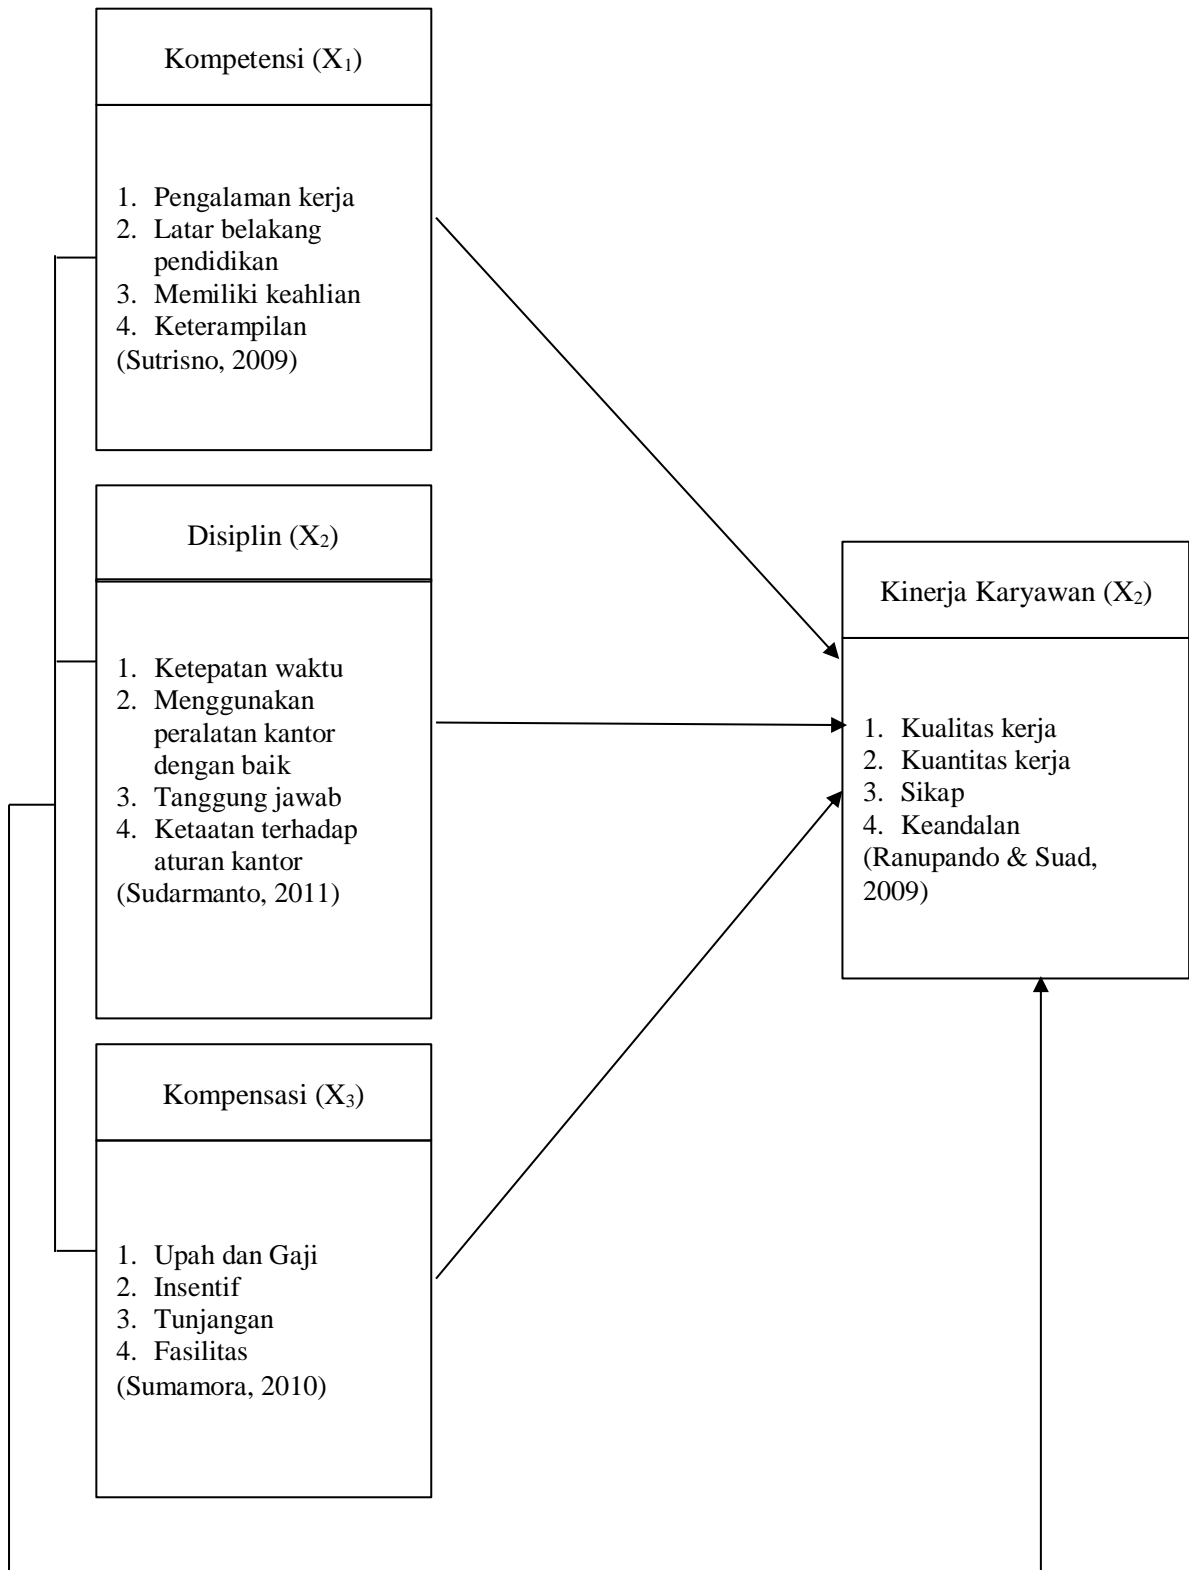 Kompetensi (X₁)
1. Pengalaman kerja
2. Latar belakang
pendidikan
3. Memiliki keahlian
4. Keterampilan
(Sutrisno, 2009)
Disiplin (X₂)
1. Ketepatan waktu
2. Menggunakan
peralatan kantor
dengan baik
3. Tanggung jawab
4. Ketaatan terhadap
aturan kantor
(Sudarmanto, 2011)
Kompensasi (X₃)
1. Upah dan Gaji
2. Insentif
3. Tunjangan
4. Fasilitas
(Sumamora, 2010)
Kinerja Karyawan (X₂)
1. Kualitas kerja
2. Kuantitas kerja
3. Sikap
4. Keandalan
(Ranupando & Suad,
2009)